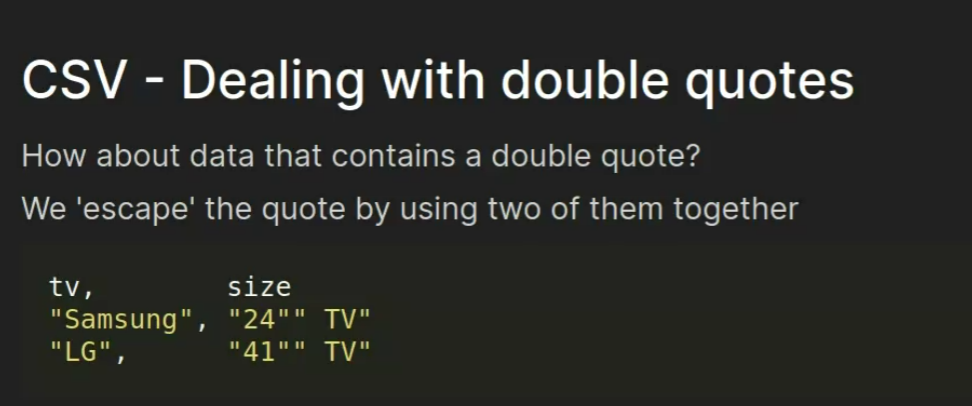 CSV - Dealing with double quotes
How about data that contains a double quote?
We 'escape' the quote by using two of them together
tv,        size
"Samsung", "24"" TV"
"LG",      "41"" TV"